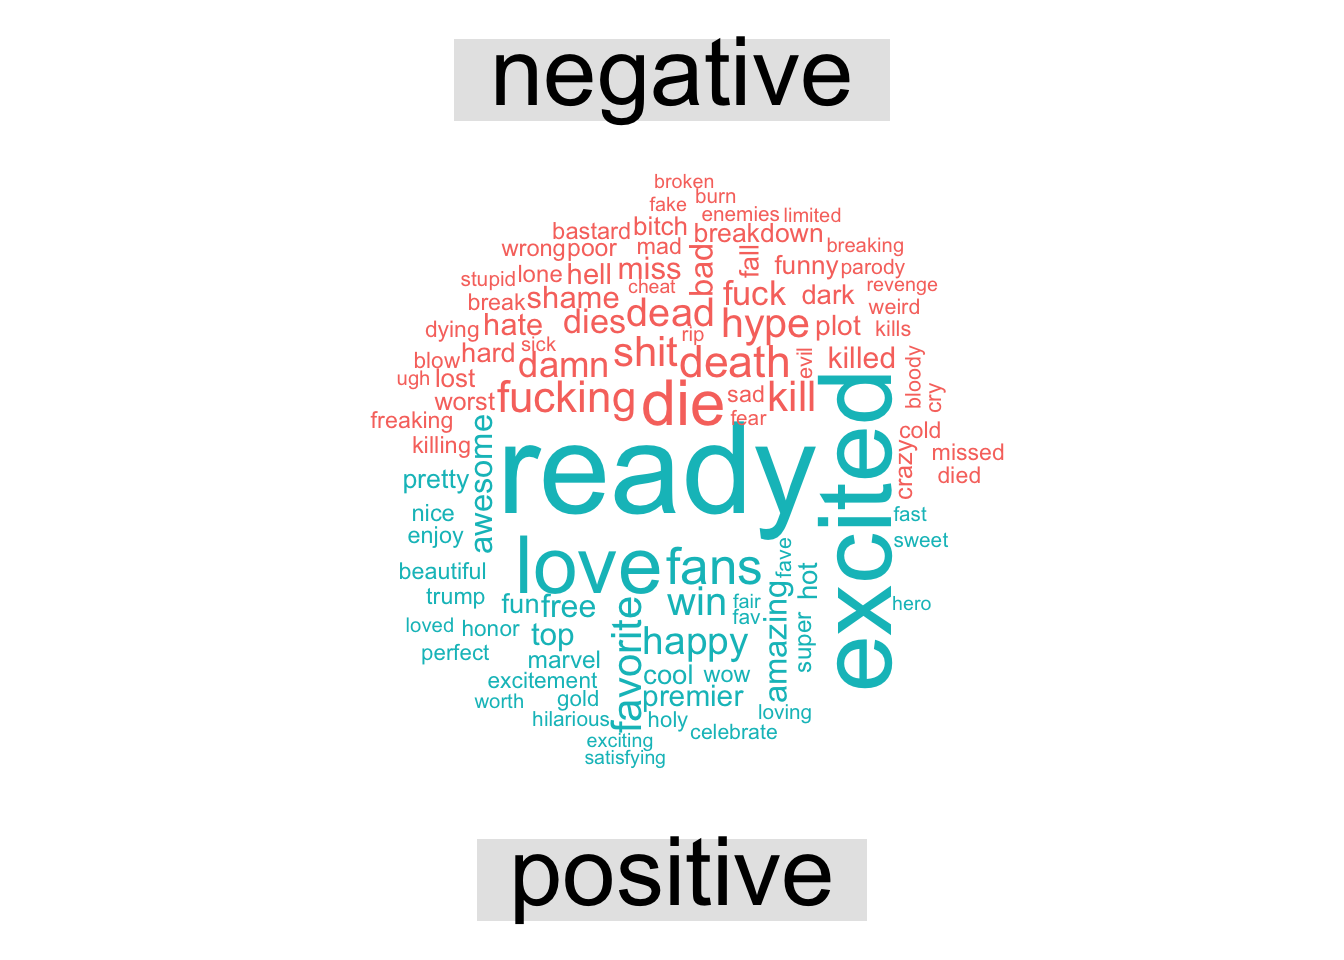 negative
broken
burn
fake
enemies limited
bastard bitch breakdown
wrong poor mad bad fall breaking
stupid lone hell miss funny parody
cheat revenge
break shame dead fuck dark weird
dying hate dies rip hype plot kills
blow hard sick damn shit death evil killed bloody
ugh lost
worst fucking die sad kill cry
freaking fear cold
killing crazy missed
died
ready excited
pretty awesome
nice fast
enjoy sweet
love fans fave
beautiful hot
trump fun free win fair amazing hero
loved honor top favorite happy fav super
perfect marvel cool wow
excitement premier
worth gold loving
hilarious holy celebrate
exciting
satisfying
positive